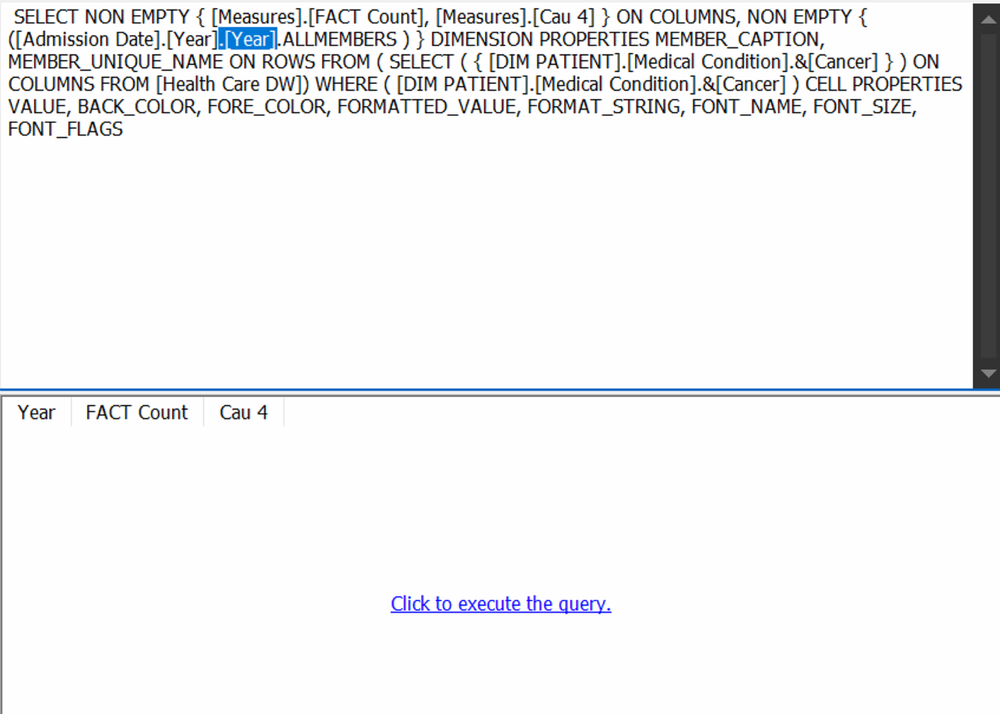 SELECT NON EMPTY { [Measures].[FACT Count], [Measures].[Cau 4] } ON COLUMNS, NON EMPTY {
([Admission Date].[Year].[Year].ALLMEMBERS ) } DIMENSION PROPERTIES MEMBER_CAPTION,
MEMBER_UNIQUE_NAME ON ROWS FROM ( SELECT ( { [DIM PATIENT].[Medical Condition].&[Cancer] } ) ON
COLUMNS FROM [Health Care DW]) WHERE ( [DIM PATIENT].[Medical Condition].&[Cancer] ) CELL PROPERTIES
VALUE, BACK_COLOR, FORE_COLOR, FORMATTED_VALUE, FORMAT_STRING, FONT_NAME, FONT_SIZE,
FONT_FLAGS
Year FACT Count Cau 4
Click to execute the query.